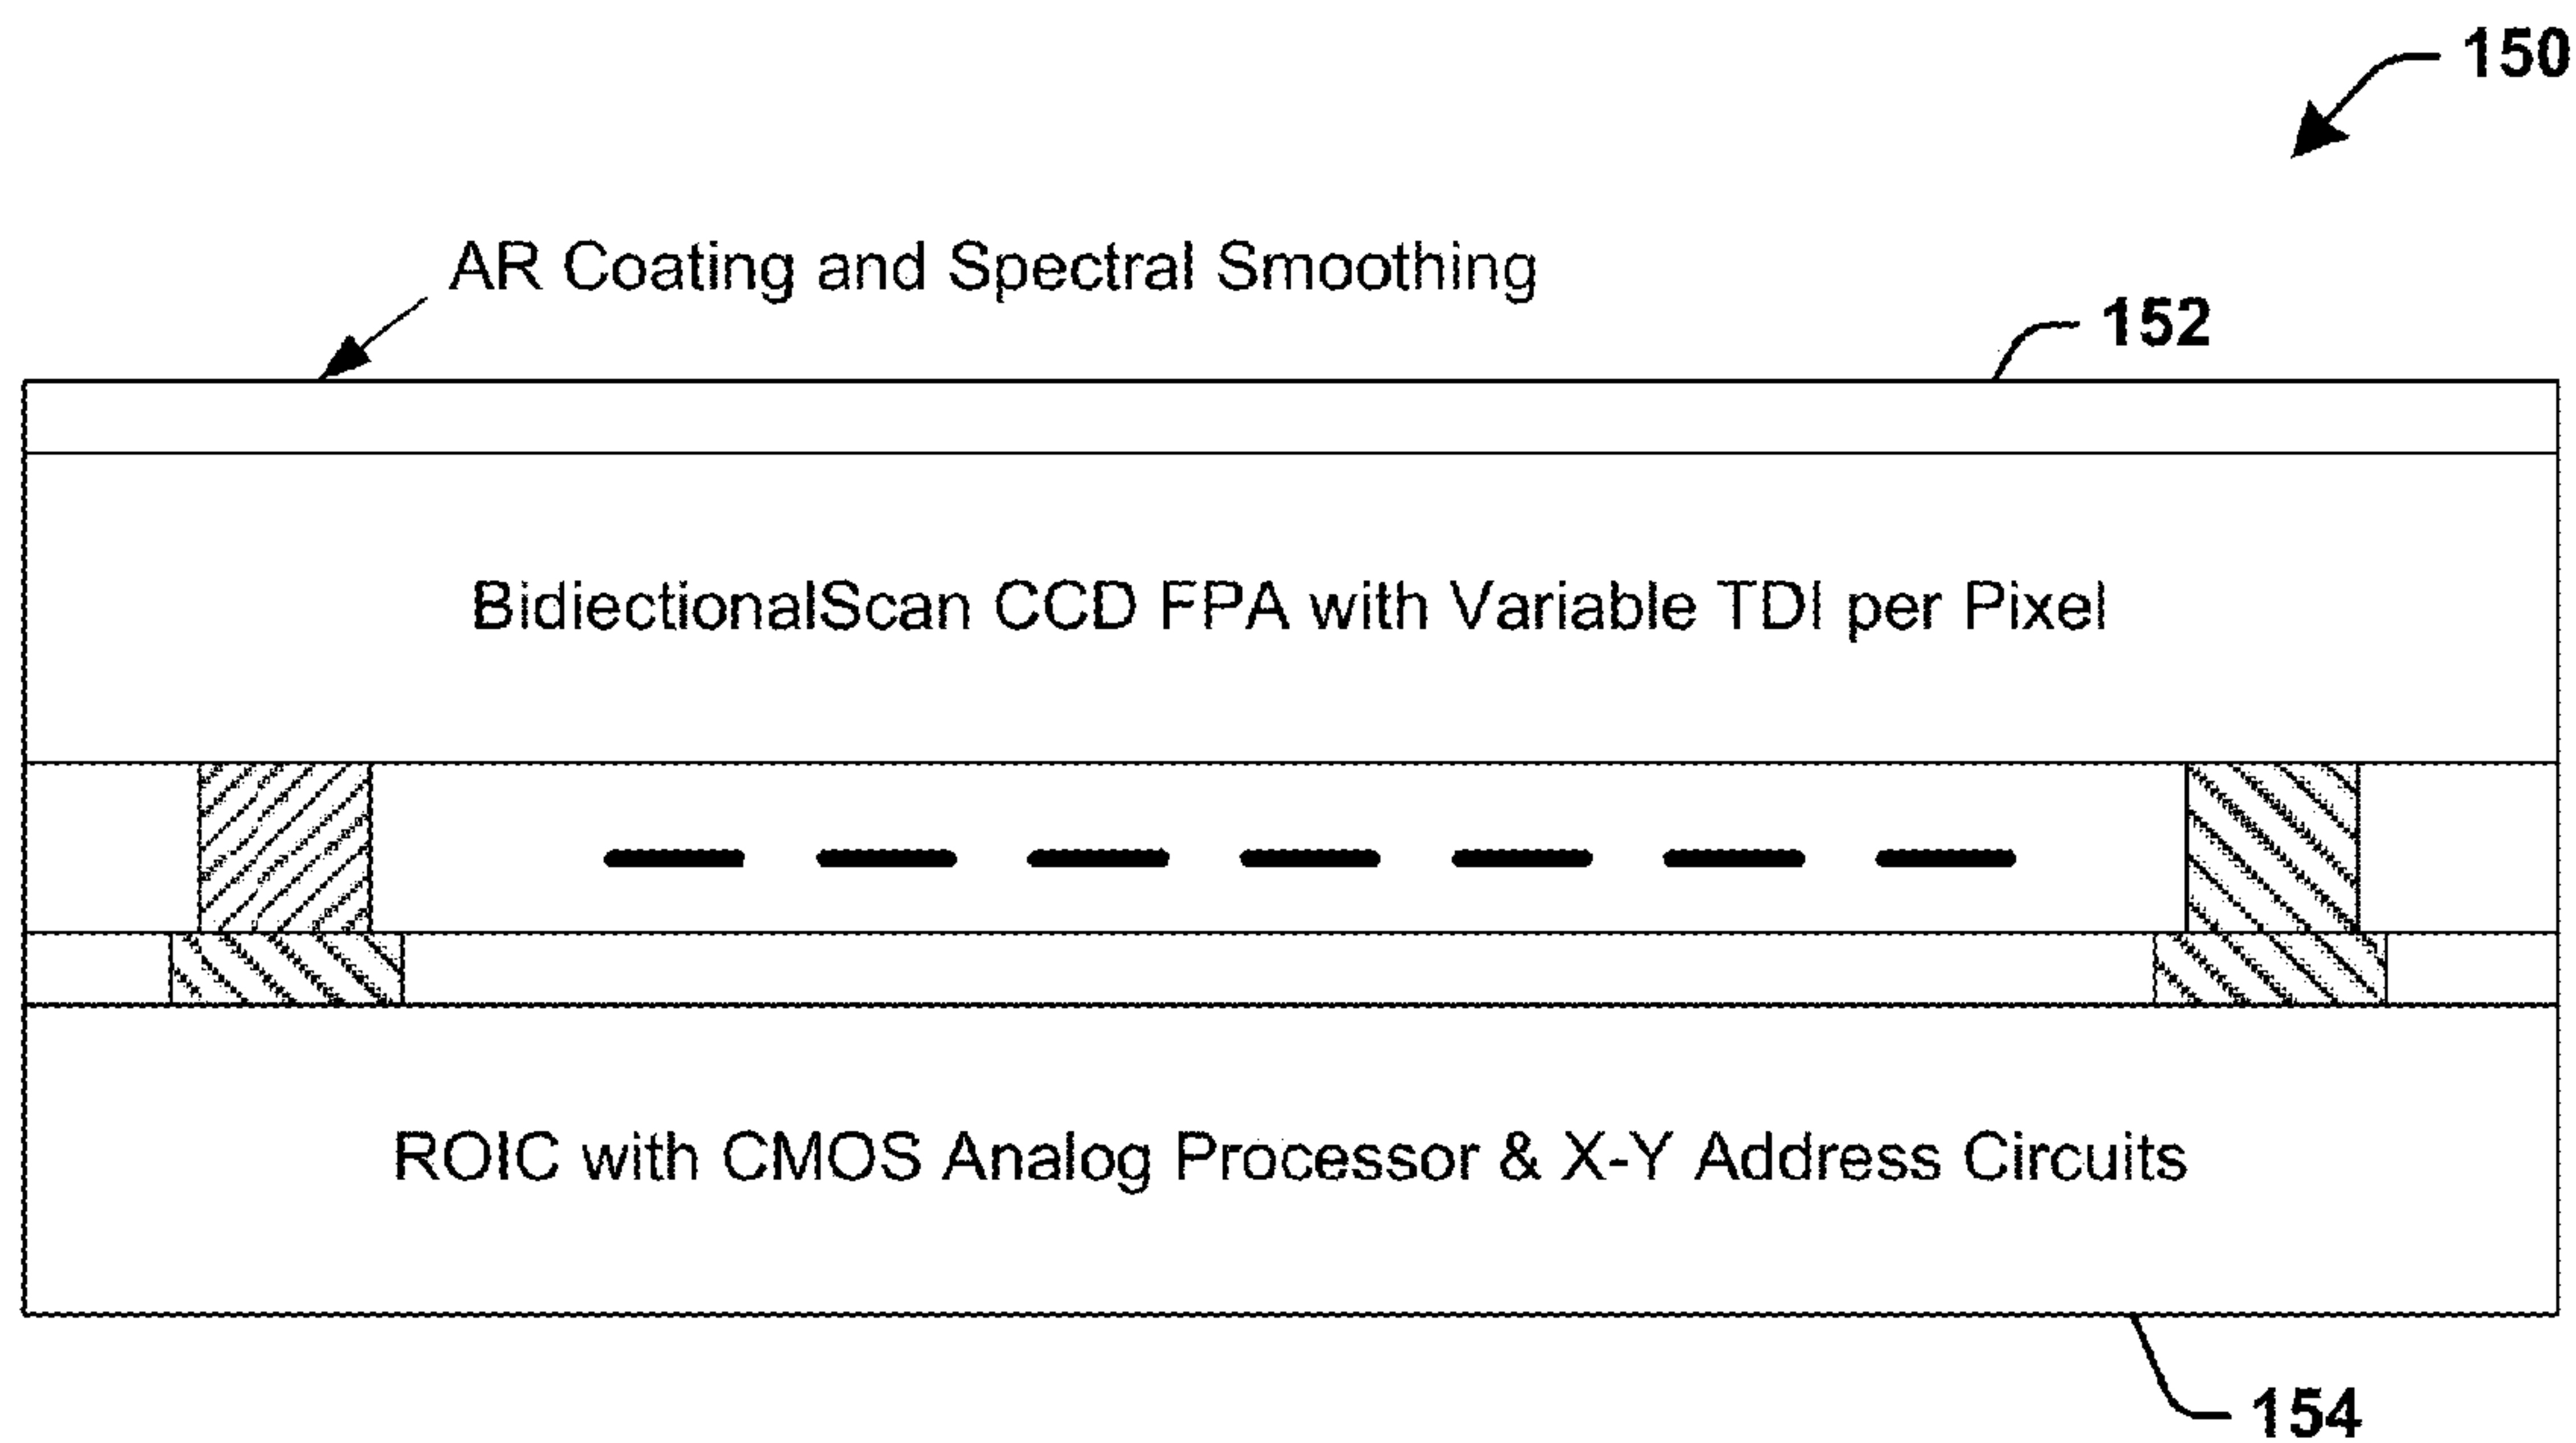 150
AR Coating and Spectral Smoothing
152
BidiectionalScan CCD FPA with Variable TDI per Pixel
ROIC with CMOS Analog Processor & X-Y Address Circuits
154